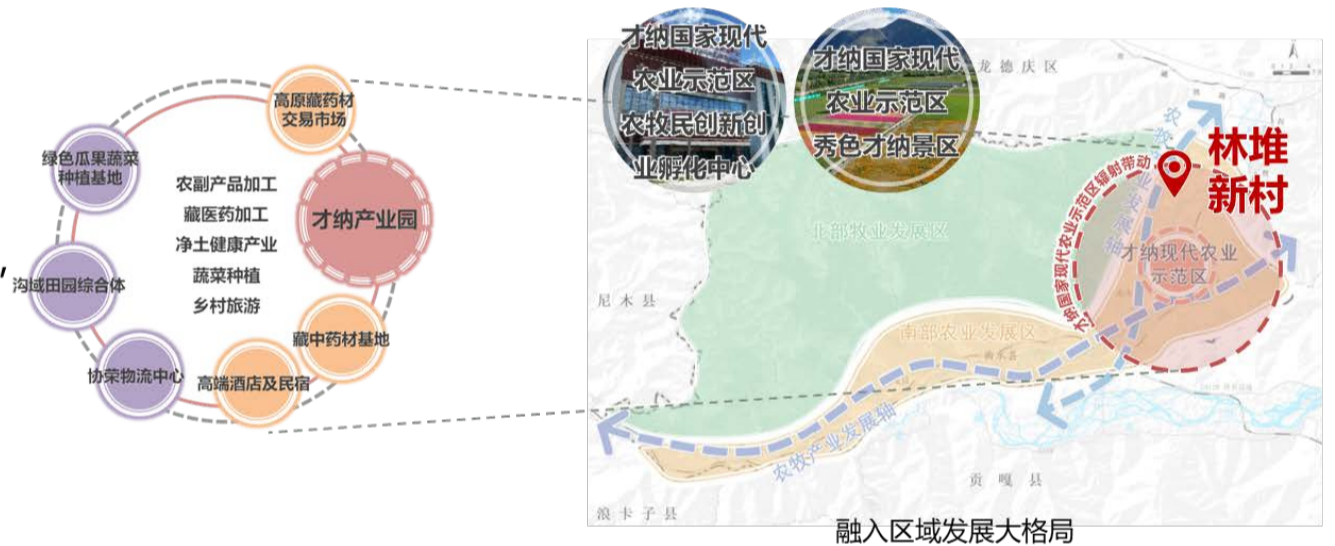 高原藏药材
交易市场
绿色瓜果蔬菜
种植基地
才纳产业园
农副产品加工
藏医药加工
净土健康产业
蔬菜种植
乡村旅游
,
沟域田园综合体
藏中药材基地
协荣物流中心
高端酒店及民宿
才纳国家现代
农业示范区
农牧民创新创
业孵化中心
才纳国家现代
农业示范区
秀色才纳景区
龙德庆区
林堆
新村
才纳国家现代农业示范区辐射带动
北部牧业发展区
才纳现代农业
示范区
尼木县
南部农业发展区
曲水县
农牧产业发展轴
贡嘎县
浪卡子县
融入区域发展大格局